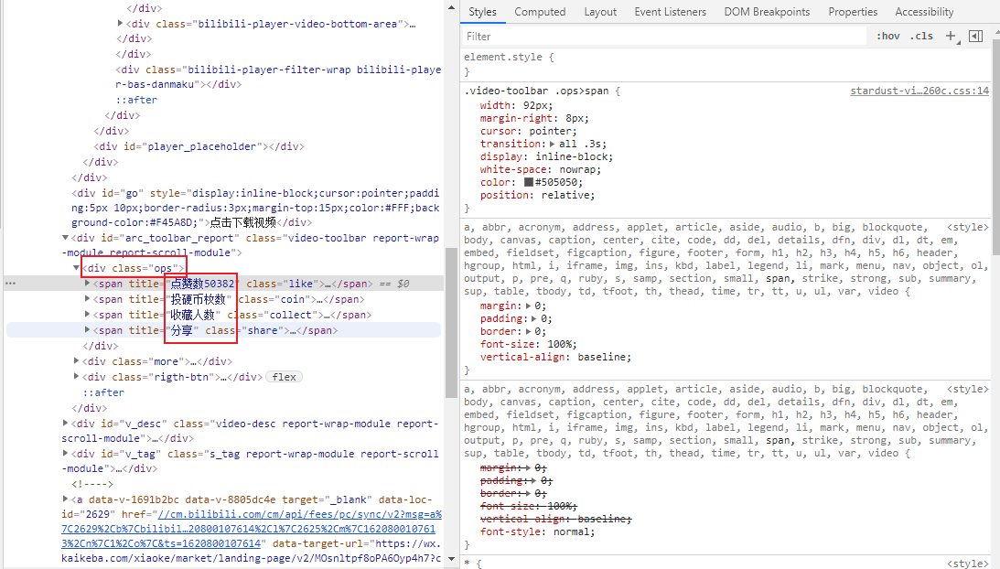 </div>
<div class="bilibili-player-video-bottom-area">…
</div>
</div>
<div class="bilibili-player-filter-wrap bilibili-playe
r-bas-danmaku"></div>
::after
</div>
</div>
<div id="player_placeholder"></div>
</div>
</div>
<div id="go" style="display:inline-block;cursor:pointer;paddi
ng:5px 10px;border-radius:3px;margin-top:15px;color:#FFF;back
ground-color:#F45A8D;">点击下载视频</div>
<div id="arc_toolbar_report" class="video-toolbar report-wrap
-module report-scroll-module">
<div class="ops">
<span title="点赞数50382" class="like">…</span> == $0
<span title="投硬币枚数" class="coin">…</span>
<span title="收藏人数" class="collect">…</span>
<span title="分享" class="share">…</span>
</div>
<div class="more">…</div>
<div class="rigth-btn">…</div> flex
::after
</div>
<div id="v_desc" class="video-desc report-wrap-module report-
scroll-module">…</div>
<div id="v_tag" class="s_tag report-wrap-module report-scroll
-module">…</div>
<!---->
<a data-v-1691b2bc data-v-8805dc4e target="_blank" data-loc-
id="2629" href="//cm.bilibili.com/cm/api/fees/pc/sync/v2?msg=a%
7C2629%2Cb%7Cbilibil…20800107614%2Cl%7C2625%2Cm%7C162080010761
3%2Cn%7C1%2Co%7C&ts=1620800107614" data-target-url="https://wx.
kaikeba.com/xiaoke/market/landing-page/v2/MOsnltpf8oPA6Oyp4h7?c
Styles Computed Layout Event Listeners DOM Breakpoints Properties Accessibility
Filter :hov .cls +
element.style {
}
.video-toolbar .ops>span { stardust-vi…260c.css:14
width: 92px;
margin-right: 8px;
cursor: pointer;
transition: all .3s;
display: inline-block;
white-space: nowrap;
color: #505050;
position: relative;
}
a, abbr, acronym, address, applet, article, aside, audio, b, big, blockquote, <style>
body, canvas, caption, center, cite, code, dd, del, details, dfn, div, dl, dt, em,
embed, fieldset, figcaption, figure, footer, form, h1, h2, h3, h4, h5, h6, header,
hgroup, html, i, iframe, img, ins, kbd, label, legend, li, mark, menu, nav, object, ol,
output, p, pre, q, ruby, s, samp, section, small, span, strike, strong, sub, summary,
sup, table, tbody, td, tfoot, th, thead, time, tr, tt, u, ul, var, video {
margin: 0;
padding: 0;
border: 0;
font-size: 100%;
vertical-align: baseline;
}
a, abbr, acronym, address, applet, article, aside, audio, b, big, blockquote, <style>
body, canvas, caption, center, cite, code, dd, del, details, dfn, div, dl, dt, em,
embed, fieldset, figcaption, figure, footer, form, h1, h2, h3, h4, h5, h6, header,
hgroup, html, i, iframe, img, ins, kbd, label, legend, li, mark, menu, nav, object, ol,
output, p, pre, q, ruby, s, samp, section, small, span, strike, strong, sub, summary,
sup, table, tbody, td, tfoot, th, thead, time, tr, tt, u, ul, var, video {
margin: 0;
padding: 0;
border: 0;
font-size: 100%;
vertical-align: baseline;
font-style: normal;
}
* { <style>